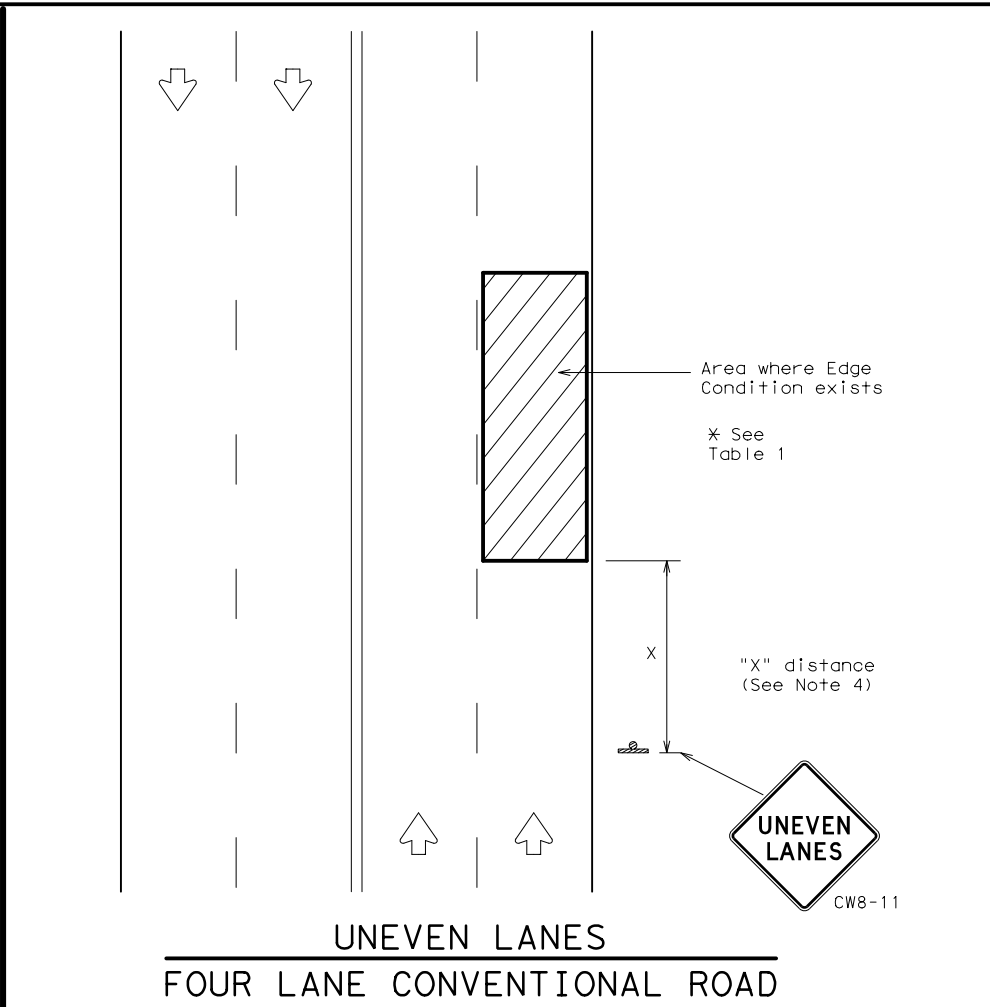 Area where Edge
Condition exists
* See
Table 1
X
"X" distance
(See Note 4)
UNEVEN
LANES
CW8-11
UNEVEN LANES
FOUR LANE CONVENTIONAL ROAD